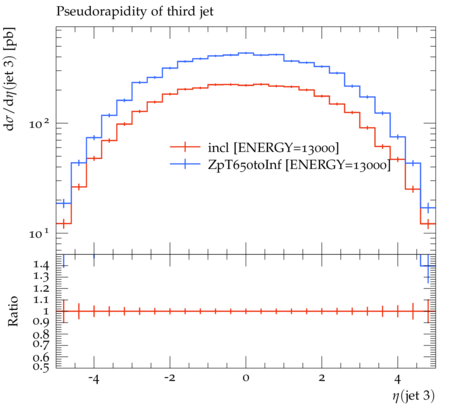 Pseudorapidity of third jet
dσ/dη(jet 3) [pb]
10²
10¹
incl [ENERGY=13000]
ZpT650toInf [ENERGY=13000]
Ratio
1.4
1.3
1.2
1.1
1
0.9
0.8
0.7
0.6
0.5
-4 -2 0 2 4
η(jet 3)